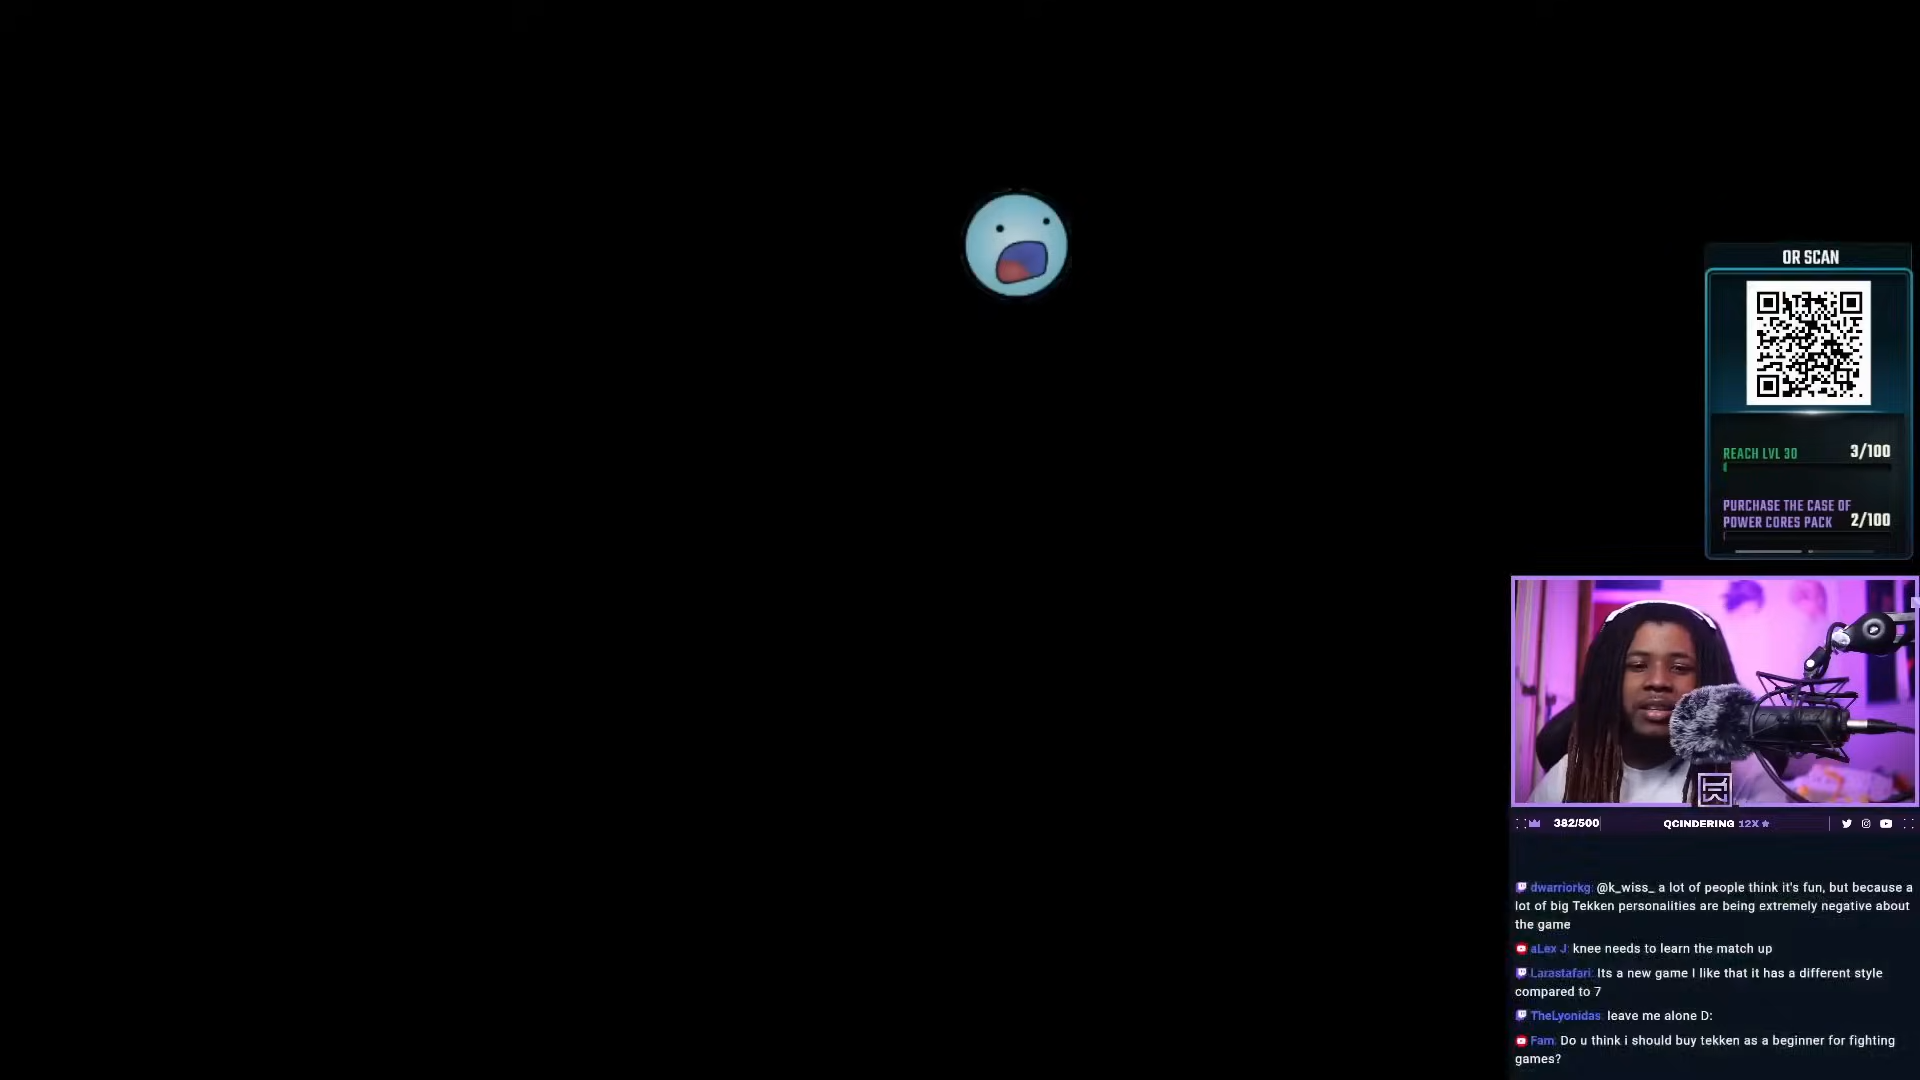 OR SCAN
REACH LVL 30 3/100
PURCHASE THE CASE OF
POWER CORES PACK 2/100
382/500 QCINDERING 12X
dwarriorkg: @k_wiss_ a lot of people think it's fun, but because a
lot of big Tekken personalities are being extremely negative about
the game
aLex J: knee needs to learn the match up
Larastafari: Its a new game I like that it has a different style
compared to 7
TheLyonidas: leave me alone D:
Fam: Do u think i should buy tekken as a beginner for fighting
games?